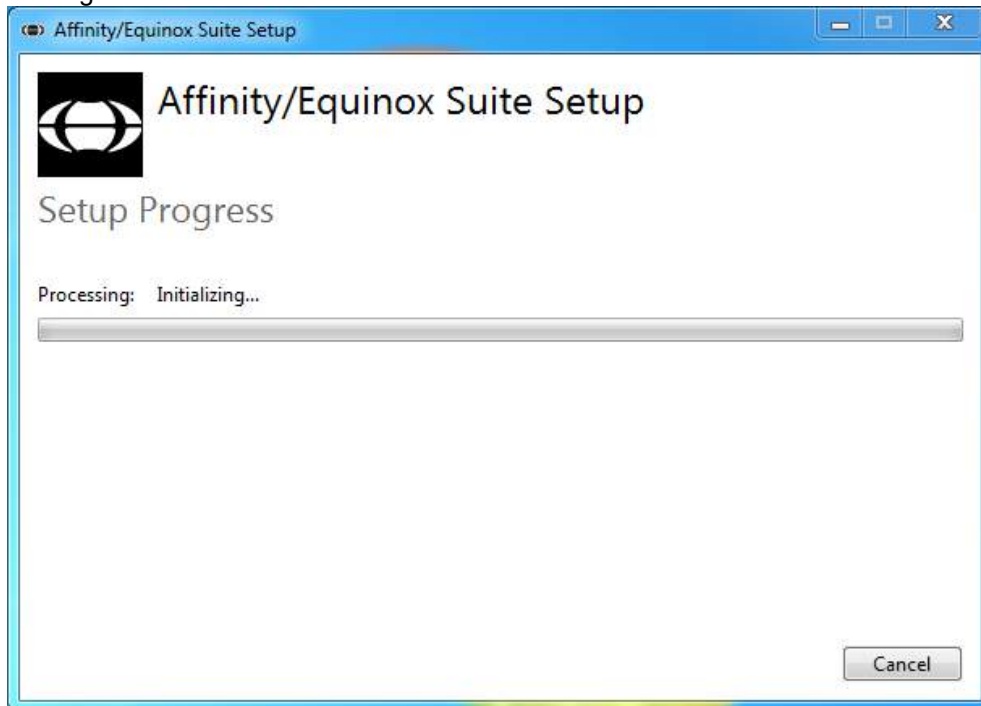 Affinity/Equinox Suite Setup
Affinity/Equinox Suite Setup
Setup Progress
Processing: Initializing...
Cancel